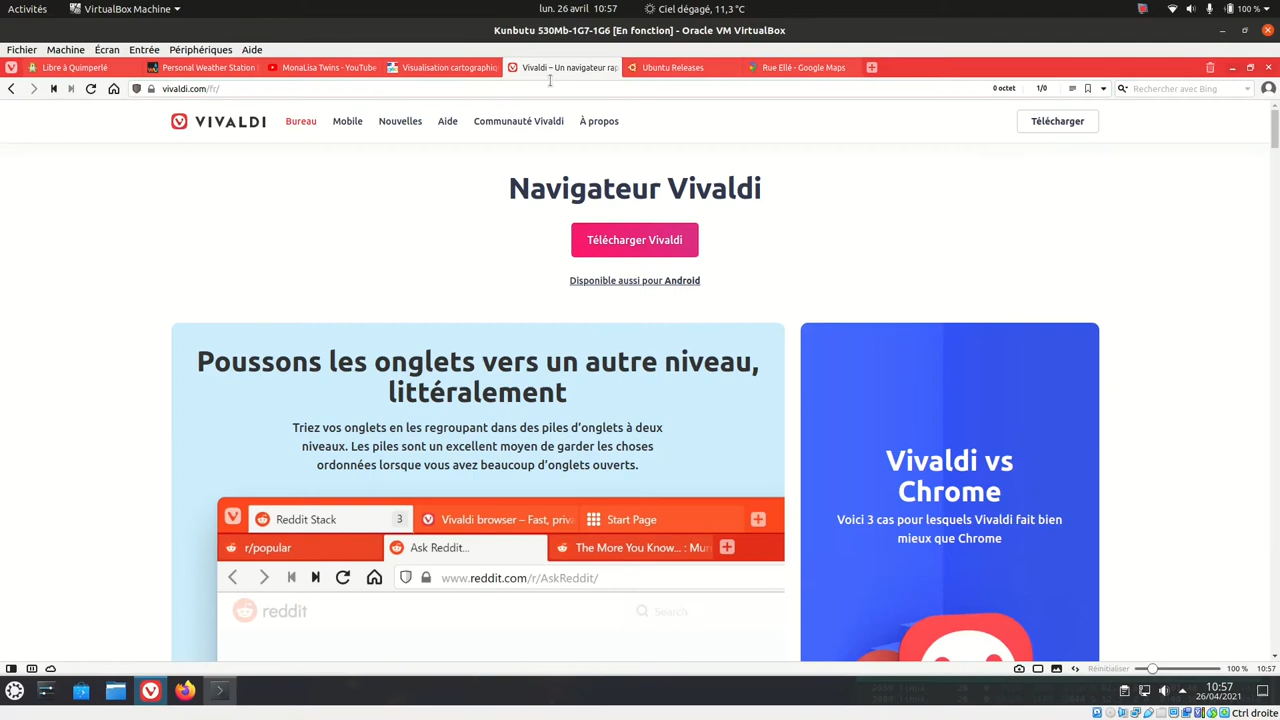 Activités
VirtualBox Machine
lun. 26 avril 10:57
Ciel dégagé, 11,3 °C
100 %
Kunbutu 530Mb-1G7-1G6 [En fonction] - Oracle VM VirtualBox
Fichier Machine Écran Entrée Périphériques Aide
Libre à Quimperlé
Personal Weather Station
MonaLisa Twins - YouTube
Visualisation cartographiq
Vivaldi – Un navigateur rap
Ubuntu Releases
Rue Ellé - Google Maps
vivaldi.com/fr/
0 octet
1/0
Rechercher avec Bing
VIVALDI
Bureau
Mobile
Nouvelles
Aide
Communauté Vivaldi
À propos
Télécharger
Navigateur Vivaldi
Télécharger Vivaldi
Disponible aussi pour Android
Poussons les onglets vers un autre niveau,
littéralement
Triez vos onglets en les regroupant dans des piles d’onglets à deux
niveaux. Les piles sont un excellent moyen de garder les choses
ordonnées lorsque vous avez beaucoup d’onglets ouverts.
Reddit Stack
3
Vivaldi browser – Fast, priva
Start Page
r/popular
Ask Reddit...
The More You Know... : Mun
www.reddit.com/r/AskReddit/
reddit
Search
Vivaldi vs
Chrome
Voici 3 cas pour lesquels Vivaldi fait bien
mieux que Chrome
Réinitialiser
100 %
10:57
10:57
26/04/2021
Ctrl droite